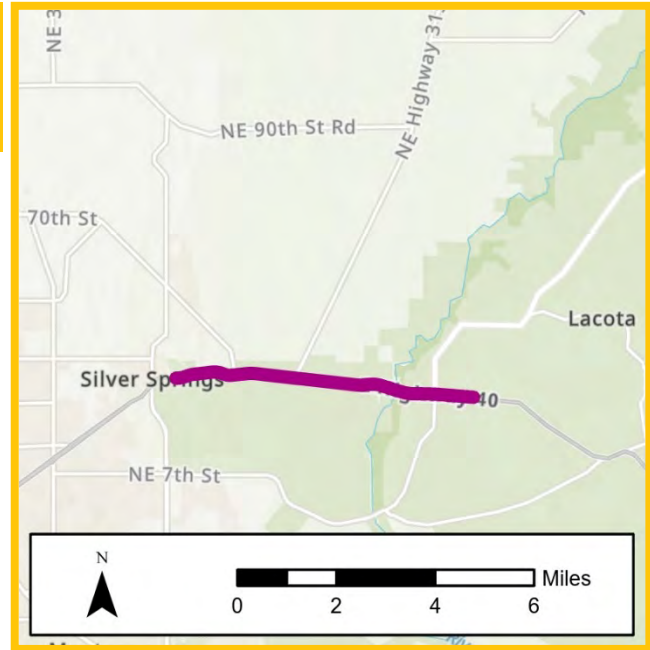 NE 3
NE Highway 315
NE 90th St Rd
70th St
Lacota
Silver Springs
40
NE 7th St
N
Miles
0 2 4 6